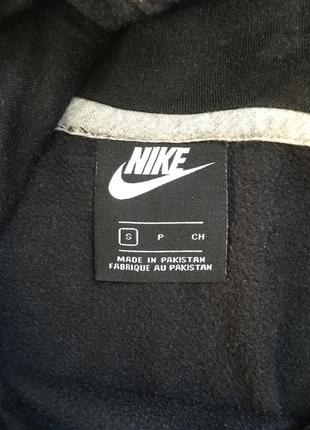 NIKE
S P CH
MADE IN PAKISTAN
FABRIQUE AU PAKISTAN